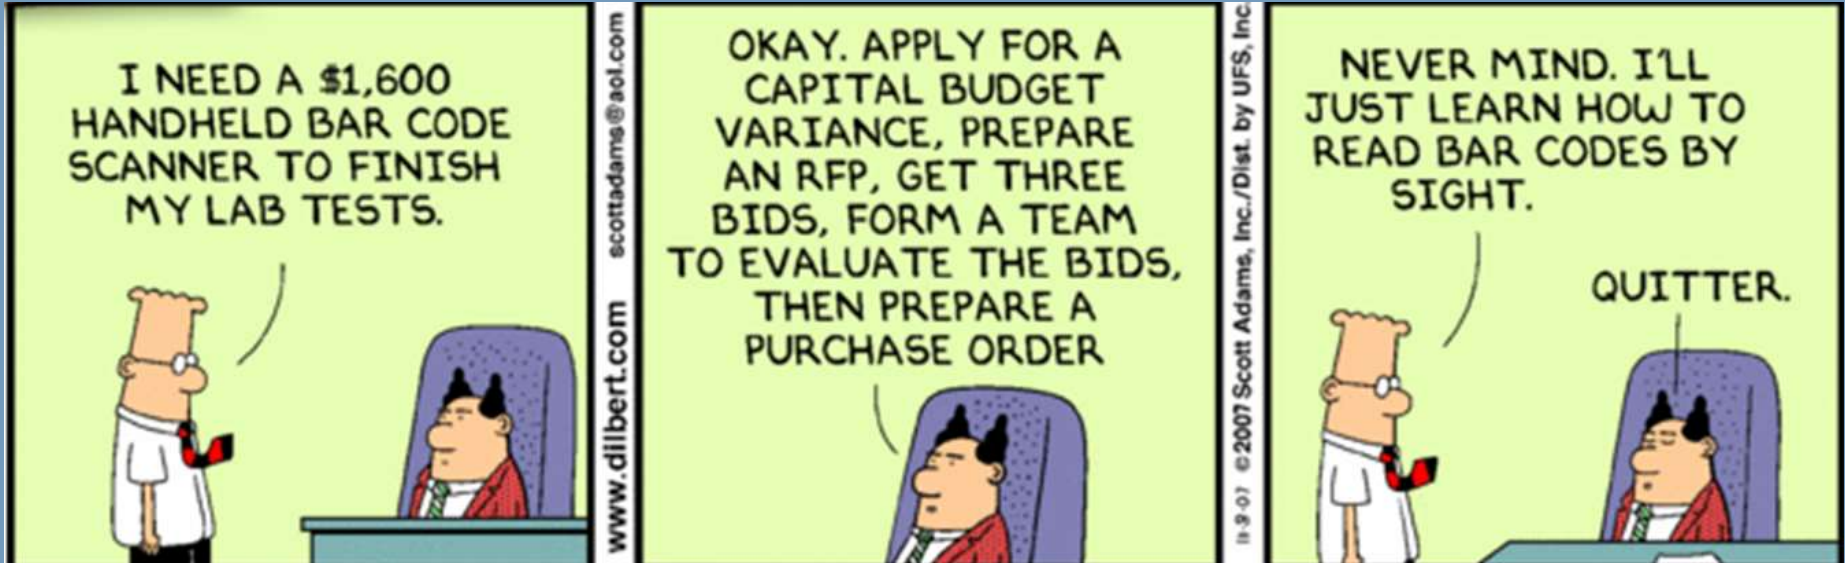 I NEED A $1,600
HANDHELD BAR CODE
SCANNER TO FINISH
MY LAB TESTS.
www.dilbert.com scottadams@aol.com
OKAY. APPLY FOR A
CAPITAL BUDGET
VARIANCE, PREPARE
AN RFP, GET THREE
BIDS, FORM A TEAM
TO EVALUATE THE BIDS,
THEN PREPARE A
PURCHASE ORDER
11-9-07 ©2007 Scott Adams, Inc./Dist. by UFS, Inc.
NEVER MIND. I'LL
JUST LEARN HOW TO
READ BAR CODES BY
SIGHT.
QUITTER.